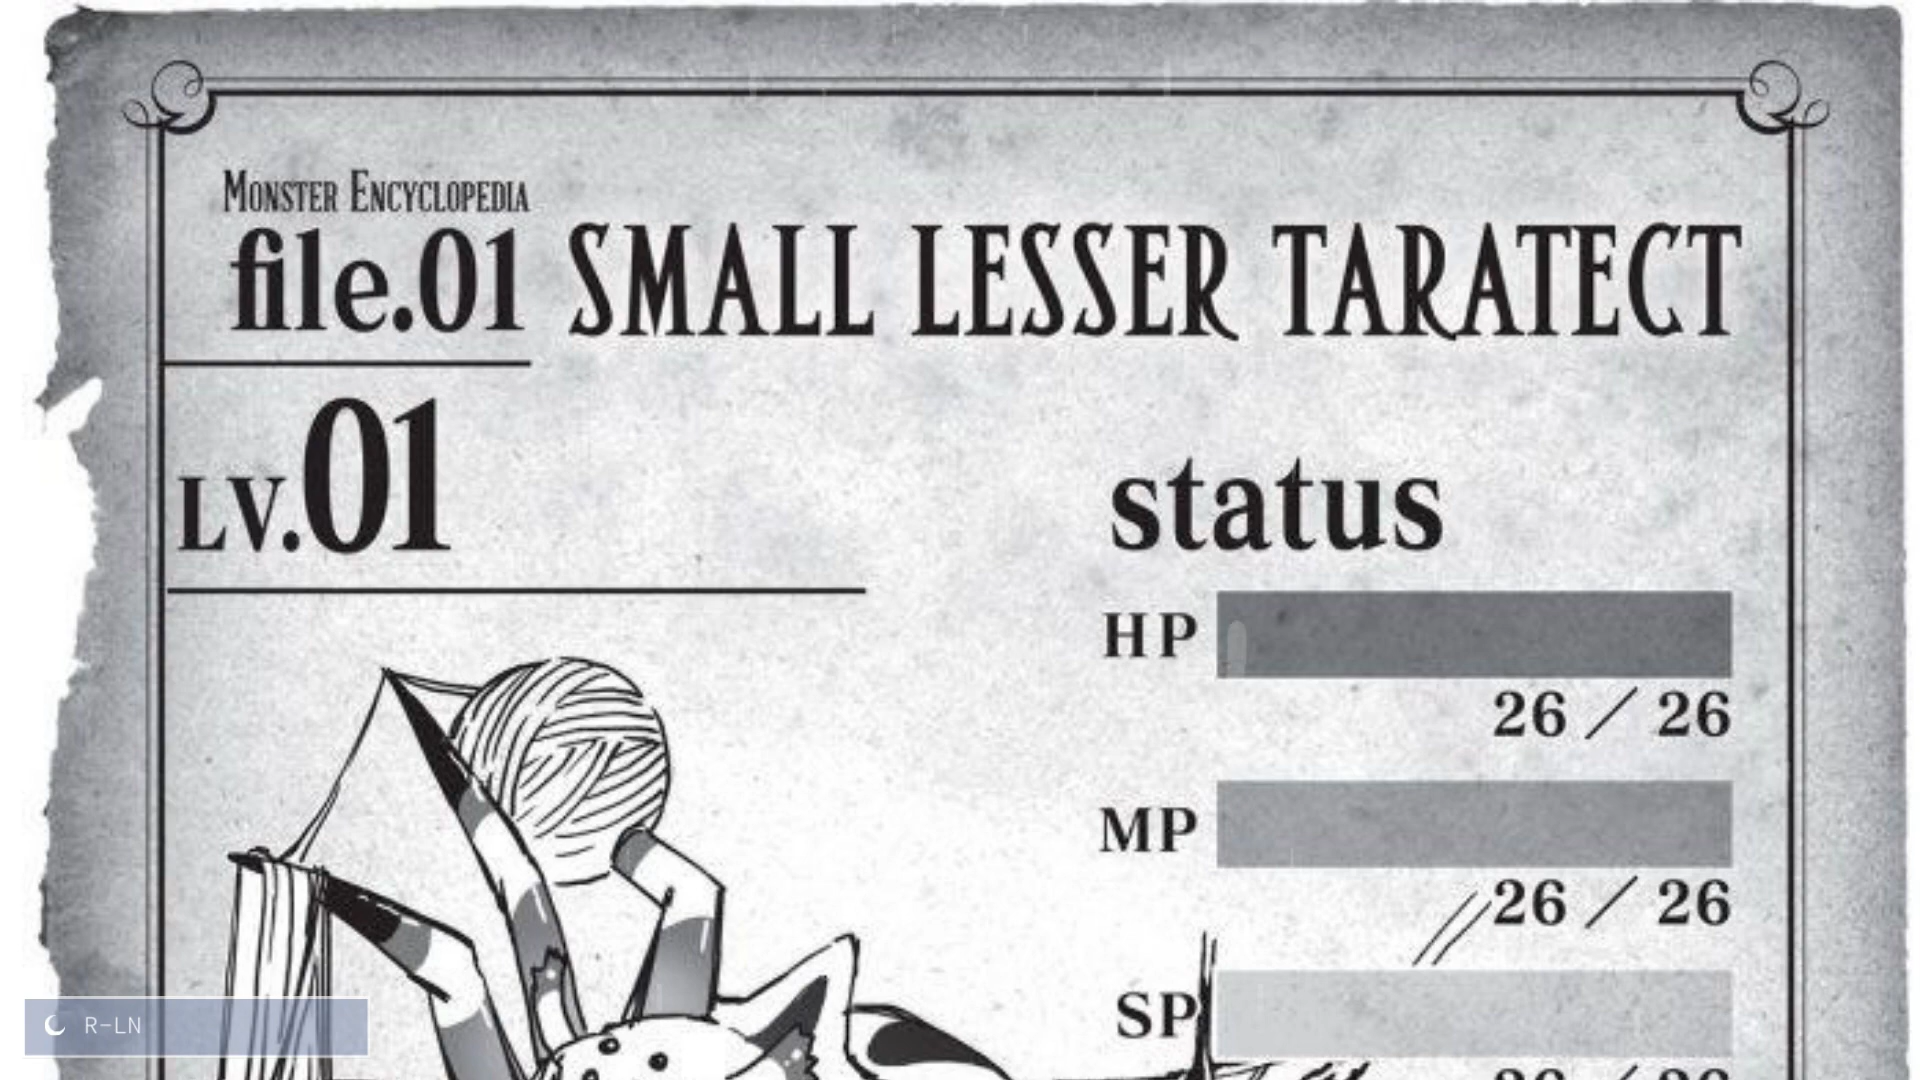 MONSTER ENCYCLOPEDIA
file.01 SMALL LESSER TARATECT
LV.01
status
HP
26 / 26
MP
26 / 26
SP
R-LN